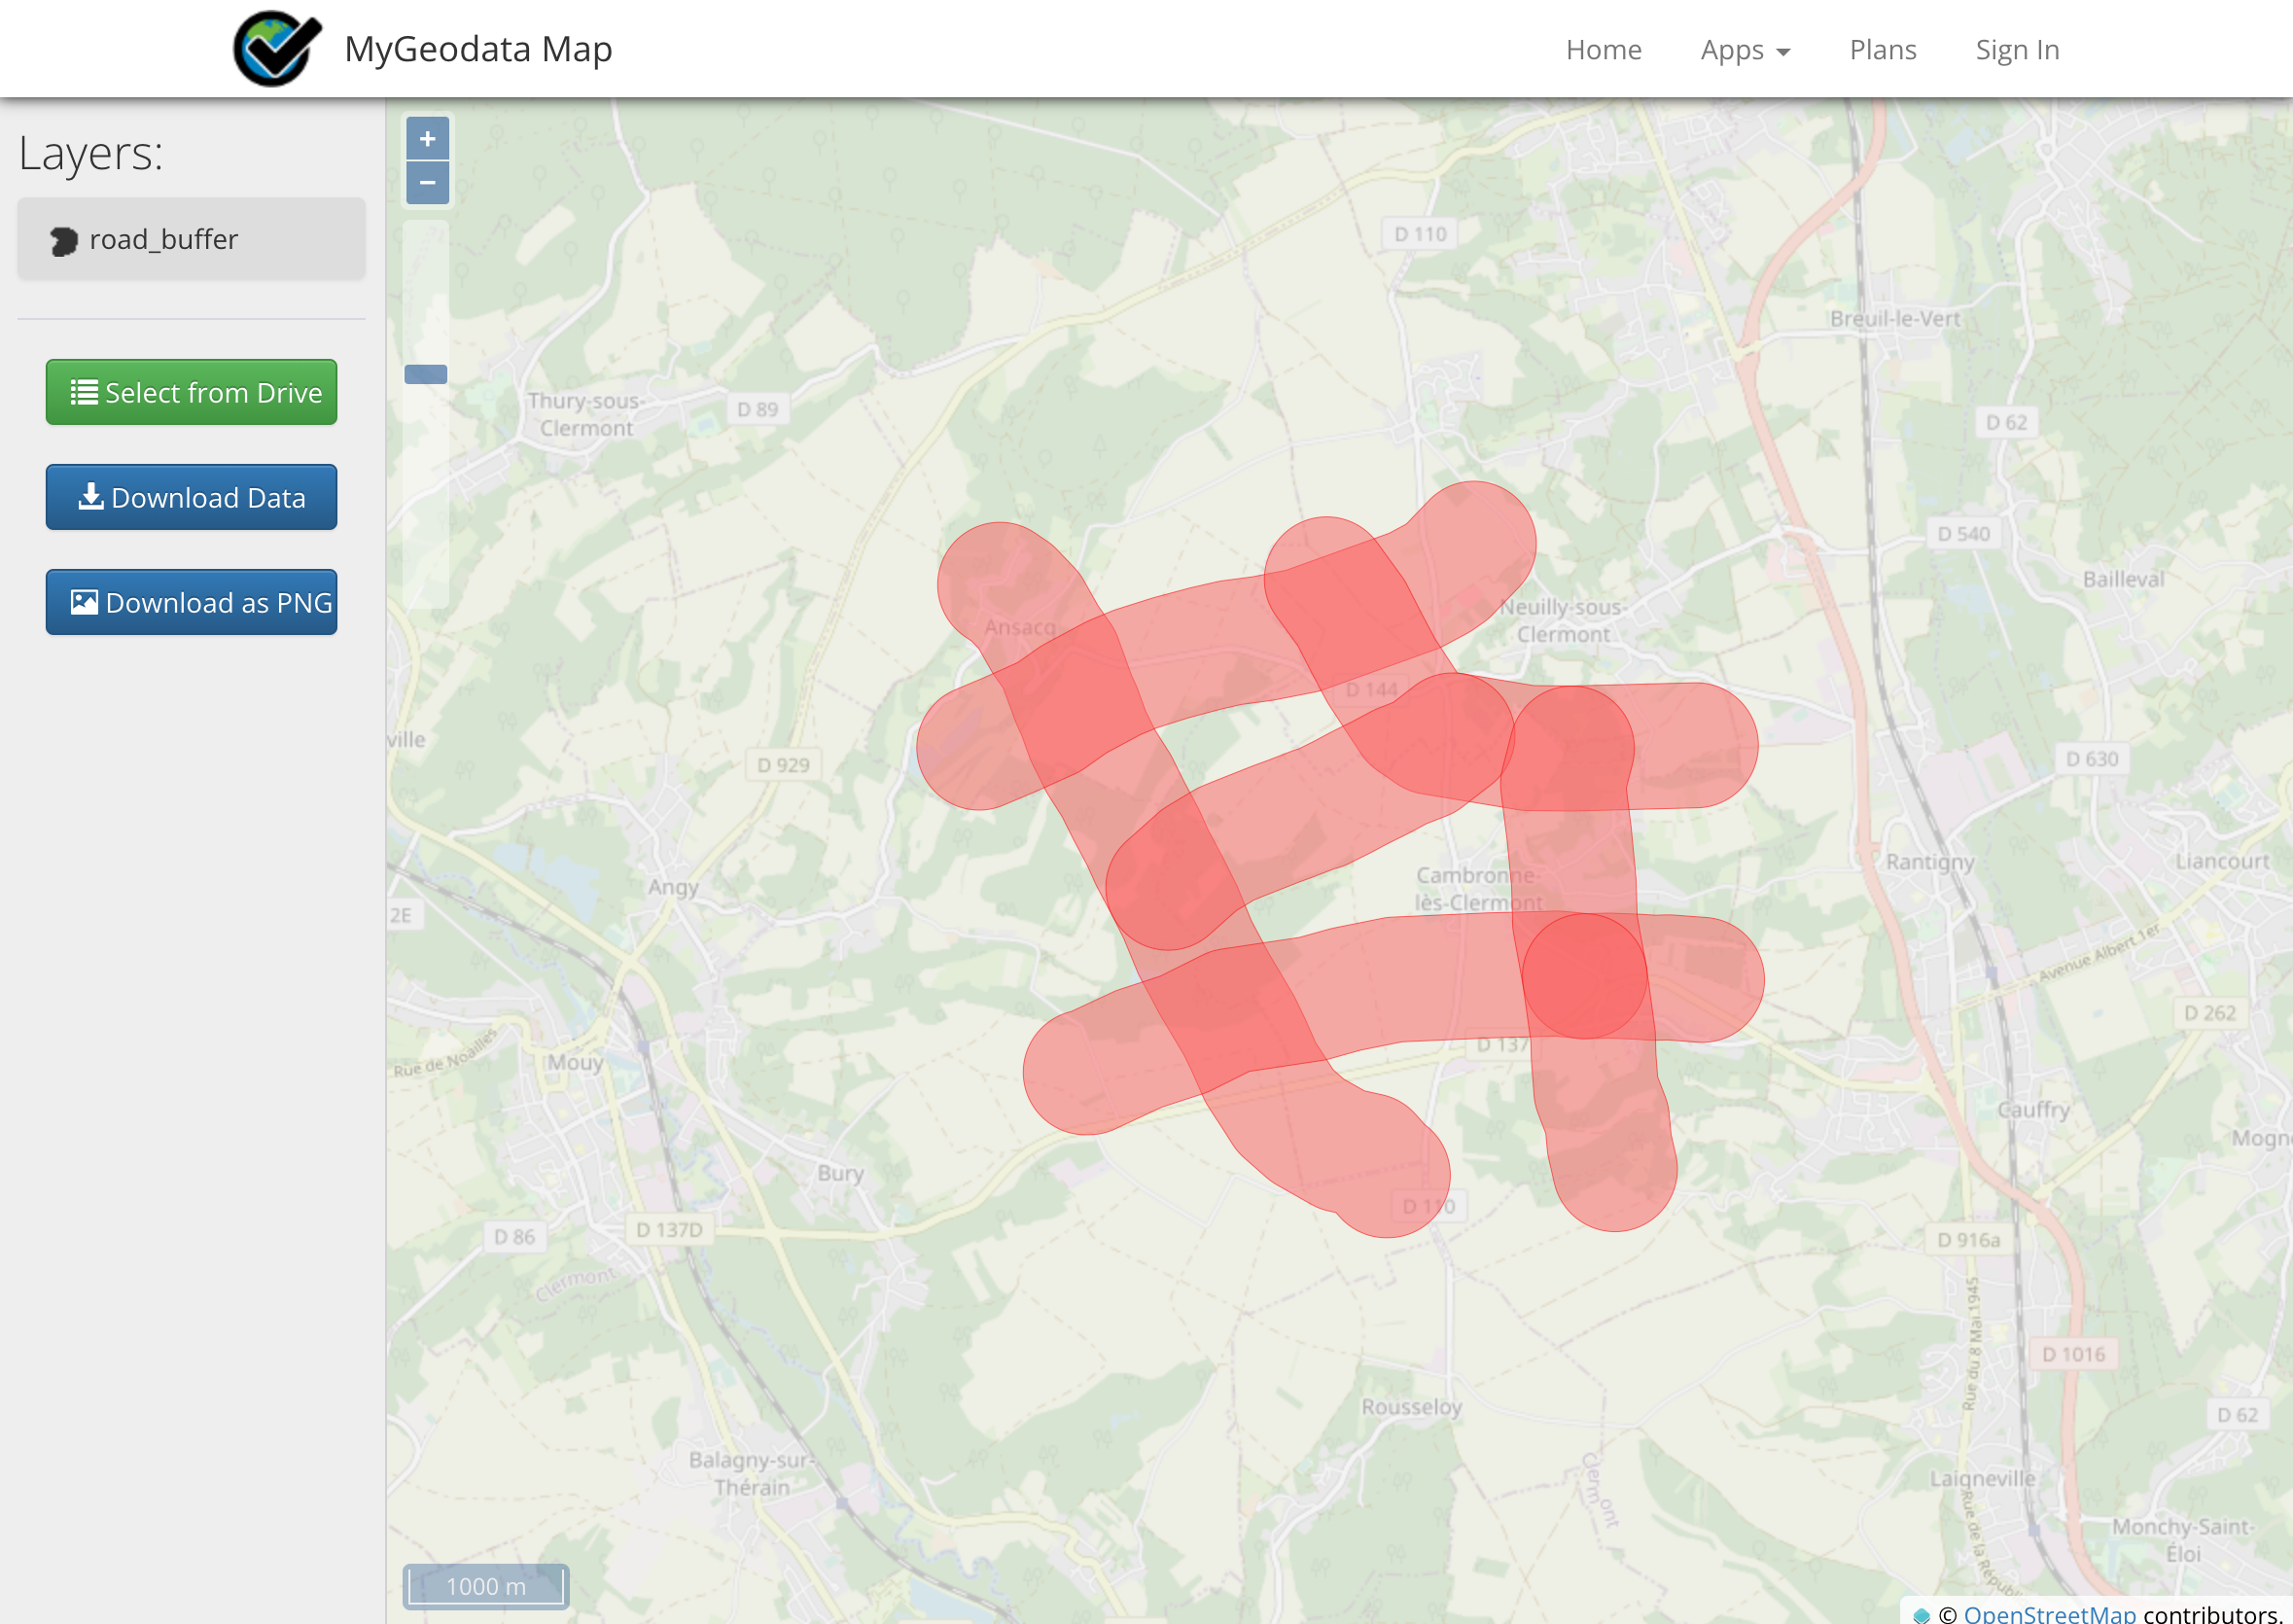 MyGeodata Map
Home
Apps
Plans
Sign In
Layers:
road_buffer
Select from Drive
Download Data
Download as PNG
+
−
D 110
Breuil-le-Vert
Thury-sous-
Clermont
D 89
D 62
D 540
Bailleval
Neuilly-sous-
Clermont
Ansacq
D 144
ville
D 929
D 630
Angy
Cambronne-
lès-Clermont
Rantigny
Liancourt
2E
Avenue Albert 1er
D 262
Rue de Noailles
Mouy
D 137
Cauffry
Mogn
Bury
D 110
D 86
D 137D
D 916a
Clermont
Rue du 8 Mai 1945
D 1016
Rousseloy
D 62
Balagny-sur-
Thérain
Clermont
Laigneville
Rue de la Républ
Monchy-Saint-
Éloi
1000 m
© OpenStreetMap contributors.